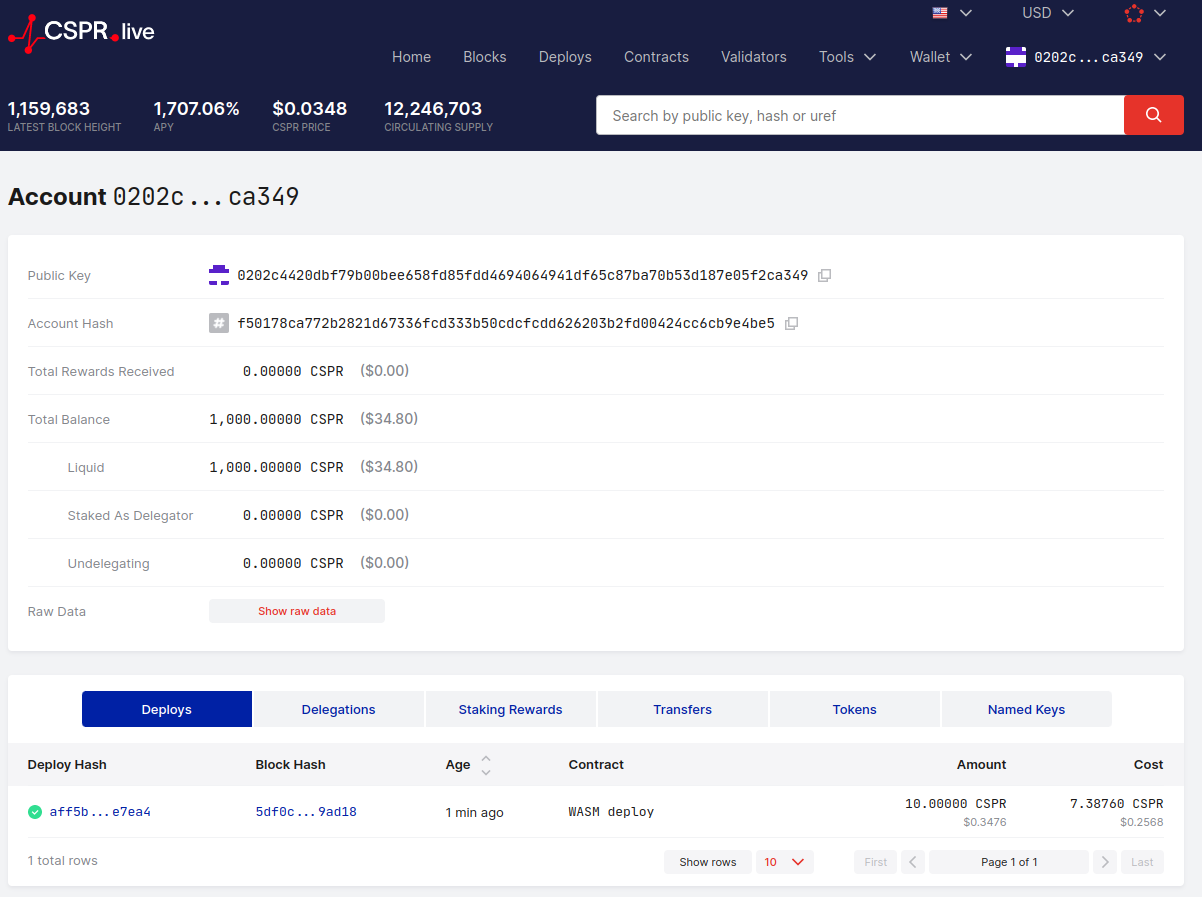 CSPR.live
USD
Home Blocks Deploys Contracts Validators Tools Wallet 0202c...ca349
1,159,683 1,707.06% $0.0348 12,246,703
LATEST BLOCK HEIGHT APY CSPR PRICE CIRCULATING SUPPLY
Search by public key, hash or uref
Account 0202c...ca349
Public Key 0202c4420dbf79b00bee658fd85fdd4694064941df65c87ba70b53d187e05f2ca349
Account Hash # f50178ca772b2821d67336fcd333b50cdcfcdd626203b2fd00424cc6cb9e4be5
Total Rewards Received 0.00000 CSPR ($0.00)
Total Balance 1,000.00000 CSPR ($34.80)
Liquid 1,000.00000 CSPR ($34.80)
Staked As Delegator 0.00000 CSPR ($0.00)
Undelegating 0.00000 CSPR ($0.00)
Raw Data Show raw data
Deploys Delegations Staking Rewards Transfers Tokens Named Keys
Deploy Hash Block Hash Age Contract Amount Cost
aff5b...e7ea4 5df0c...9ad18 1 min ago WASM deploy 10.00000 CSPR 7.38760 CSPR
$0.3476 $0.2568
1 total rows Show rows 10 First Page 1 of 1 Last